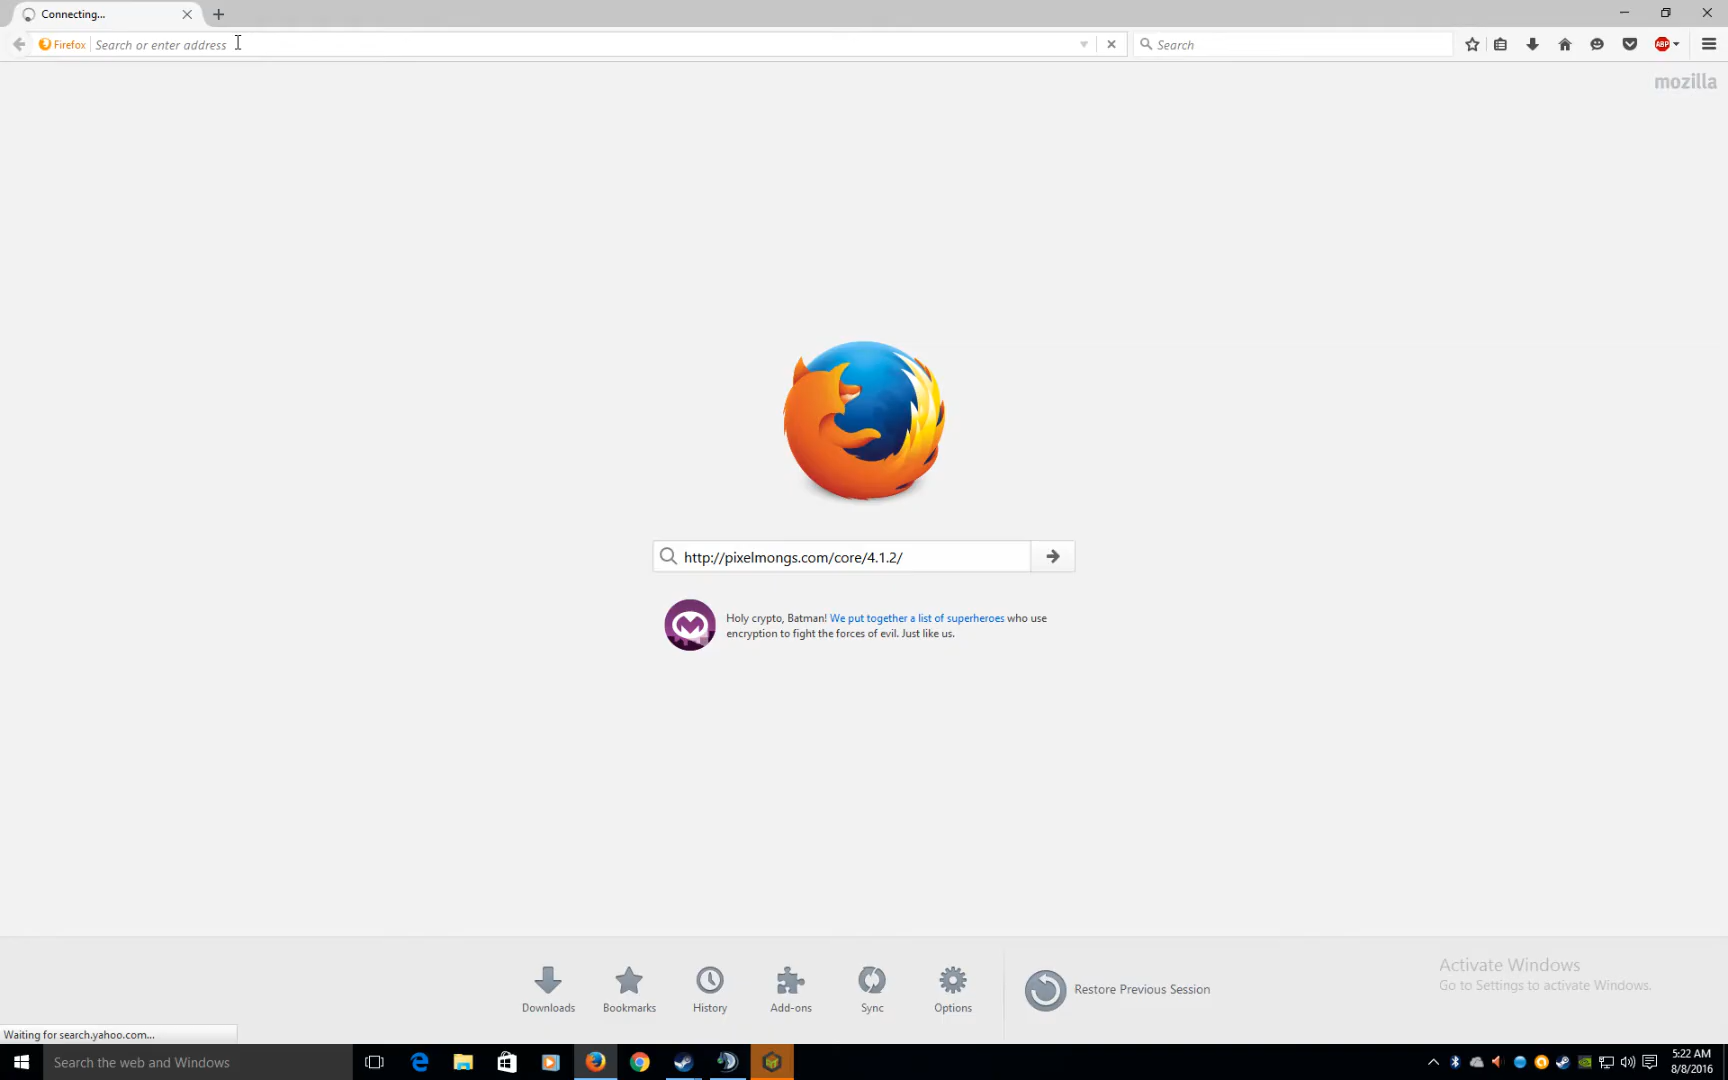 Connecting...
Firefox
Search or enter address
Search
ABP
mozilla
http://pixelmongs.com/core/4.1.2/
Holy crypto, Batman! We put together a list of superheroes who use
encryption to fight the forces of evil. Just like us.
Downloads
Bookmarks
History
Add-ons
Sync
Options
Restore Previous Session
Activate Windows
Go to Settings to activate Windows.
Waiting for search.yahoo.com...
Search the web and Windows
5:22 AM
8/8/2016